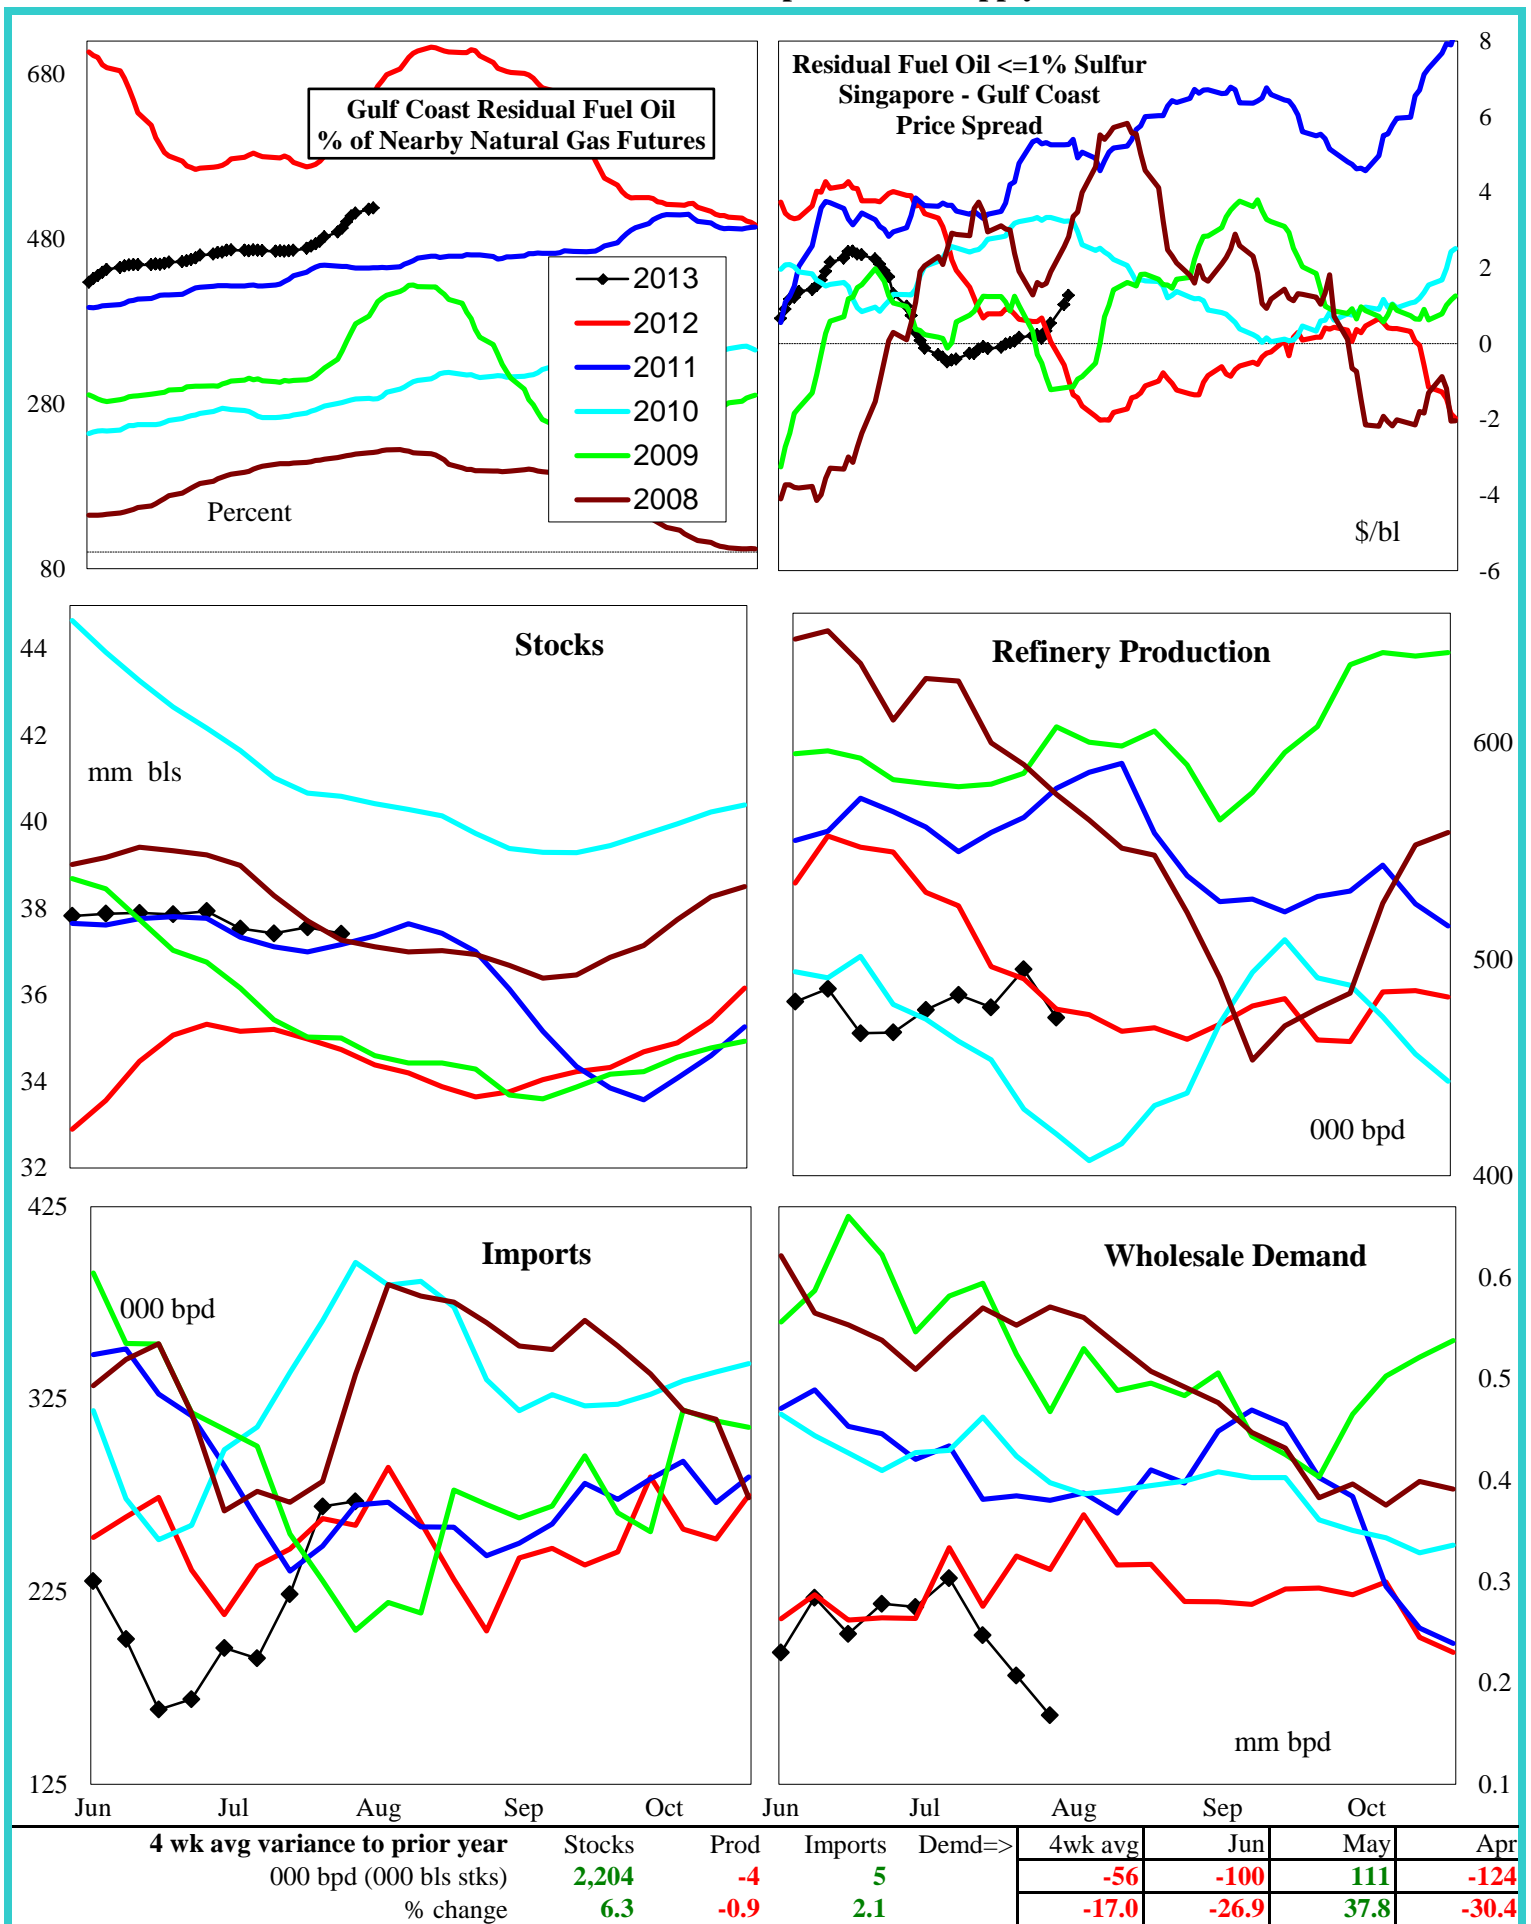 680
480
280
80
Gulf Coast Residual Fuel Oil
% of Nearby Natural Gas Futures
2013
2012
2011
2010
2009
2008
Percent
Residual Fuel Oil <=1% Sulfur
Singapore - Gulf Coast
Price Spread
$/bl
8
6
4
2
0
-2
-4
-6
Stocks
mm bls
44
42
40
38
36
34
32
Refinery Production
000 bpd
600
500
400
Imports
000 bpd
425
325
225
125
Jun Jul Aug Sep Oct
Wholesale Demand
mm bpd
0.6
0.5
0.4
0.3
0.2
0.1
Jun Jul Aug Sep Oct
4 wk avg variance to prior year Stocks Prod Imports Demd=> 4wk avg Jun May Apr
000 bpd (000 bls stks) 2,204 -4 5 -56 -100 111 -124
% change 6.3 -0.9 2.1 -17.0 -26.9 37.8 -30.4